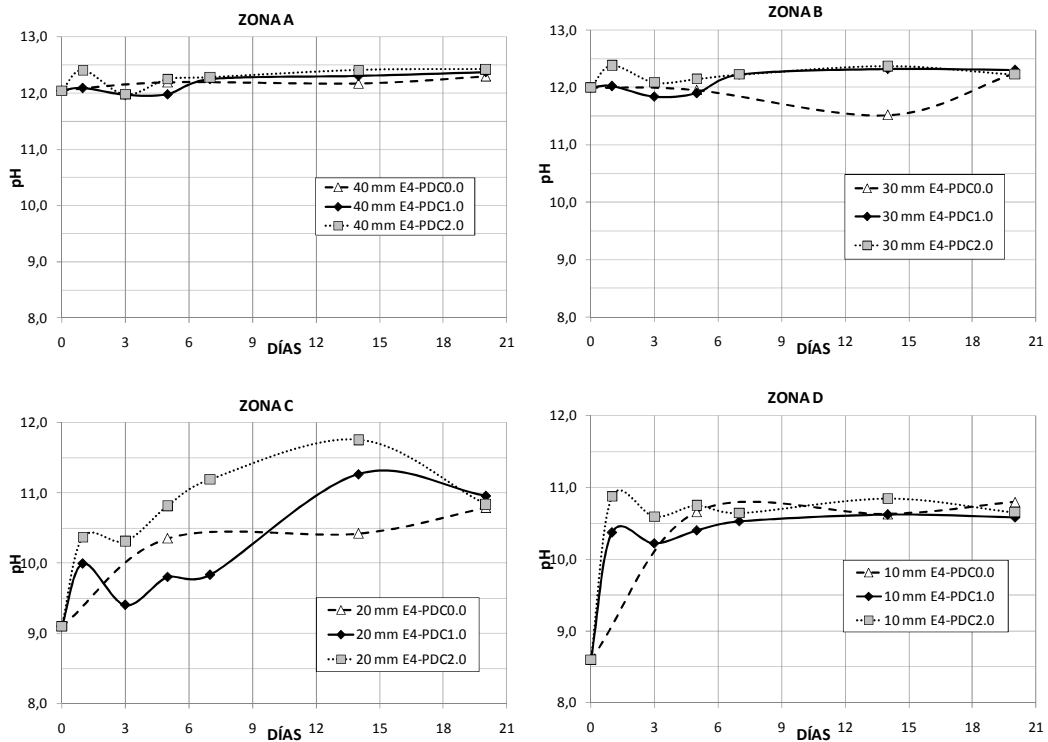 ZONA A
13,0
12,0
11,0
10,0
9,0
8,0
pH
0 3 6 9 12 15 18 21
DÍAS
40 mm E4-PDC0.0
40 mm E4-PDC1.0
40 mm E4-PDC2.0
ZONA B
13,0
12,0
11,0
10,0
9,0
8,0
pH
0 3 6 9 12 15 18 21
DÍAS
30 mm E4-PDC0.0
30 mm E4-PDC1.0
30 mm E4-PDC2.0
ZONA C
12,0
11,0
10,0
9,0
8,0
pH
0 3 6 9 12 15 18 21
DÍAS
20 mm E4-PDC0.0
20 mm E4-PDC1.0
20 mm E4-PDC2.0
ZONA D
12,0
11,0
10,0
9,0
8,0
pH
0 3 6 9 12 15 18 21
DÍAS
10 mm E4-PDC0.0
10 mm E4-PDC1.0
10 mm E4-PDC2.0